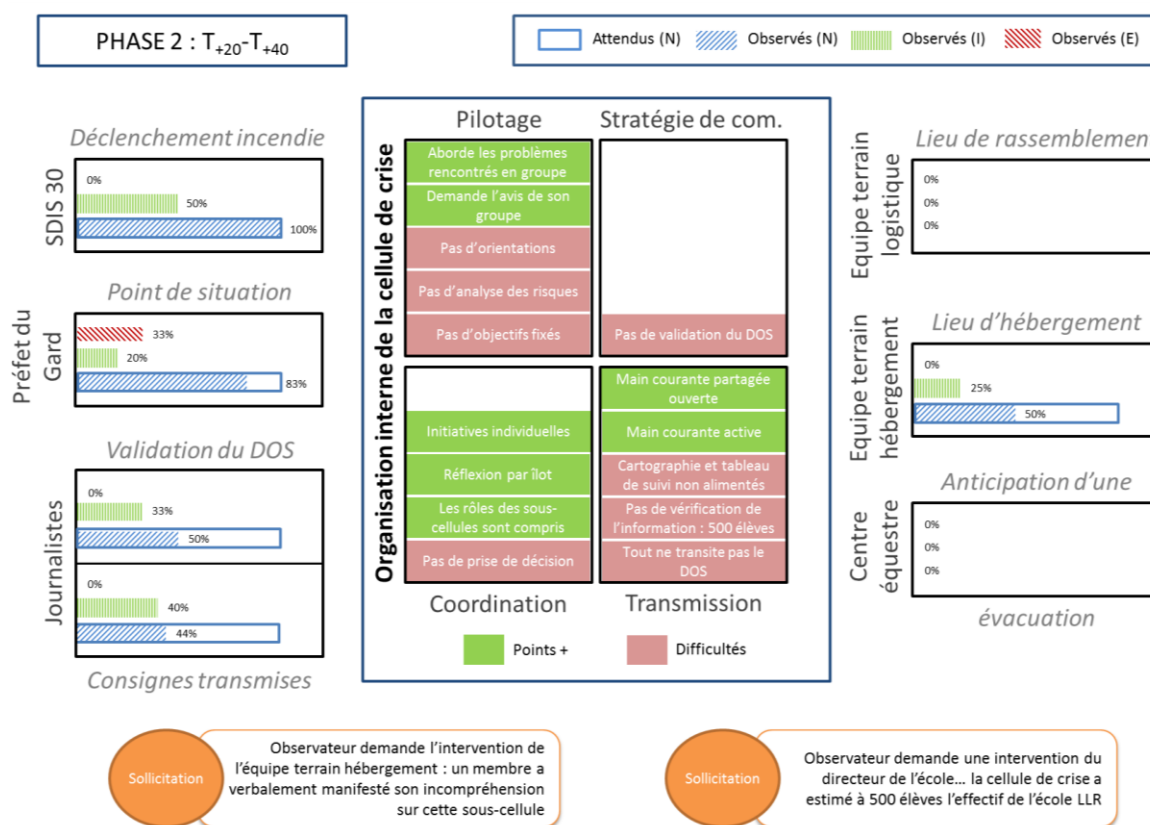 PHASE 2 : T+20-T+40
Attendus (N)
Observés (N)
Observés (I)
Observés (E)
Déclenchement incendie
SDIS 30
0%
50%
100%
Point de situation
Préfet du
Gard
33%
20%
83%
Validation du DOS
Journalistes
0%
33%
50%
0%
40%
44%
Consignes transmises
Organisation interne de la cellule de crise
Pilotage
Stratégie de com.
Aborde les problèmes
rencontrés en groupe
Demande l'avis de son
groupe
Pas d'orientations
Pas d'analyse des risques
Pas d'objectifs fixés
Pas de validation du DOS
Initiatives individuelles
Réflexion par îlot
Les rôles des sous-
cellules sont compris
Pas de prise de décision
Main courante partagée
ouverte
Main courante active
Cartographie et tableau
de suivi non alimentés
Pas de vérification de
l'information : 500 élèves
Tout ne transite pas le
DOS
Coordination
Transmission
Points +
Difficultés
Lieu de rassemblement
Equipe terrain
logistique
0%
0%
0%
Lieu d'hébergement
Equipe terrain
hébergement
0%
25%
50%
Anticipation d'une
Centre
équestre
0%
0%
0%
évacuation
Sollicitation
Observateur demande l'intervention de
l'équipe terrain hébergement : un membre a
verbalement manifesté son incompréhension
sur cette sous-cellule
Sollicitation
Observateur demande une intervention du
directeur de l'école... la cellule de crise a
estimé à 500 élèves l'effectif de l'école LLR